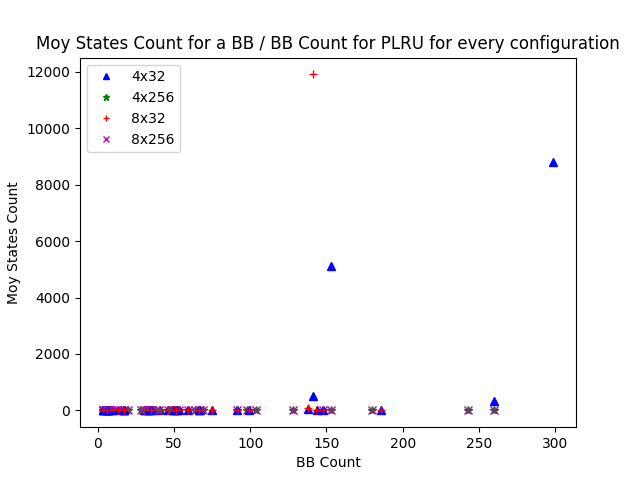 Moy States Count for a BB / BB Count for PLRU for every configuration
4x32
4x256
8x32
8x256
12000
10000
8000
6000
4000
2000
0
Moy States Count
0 50 100 150 200 250 300
BB Count